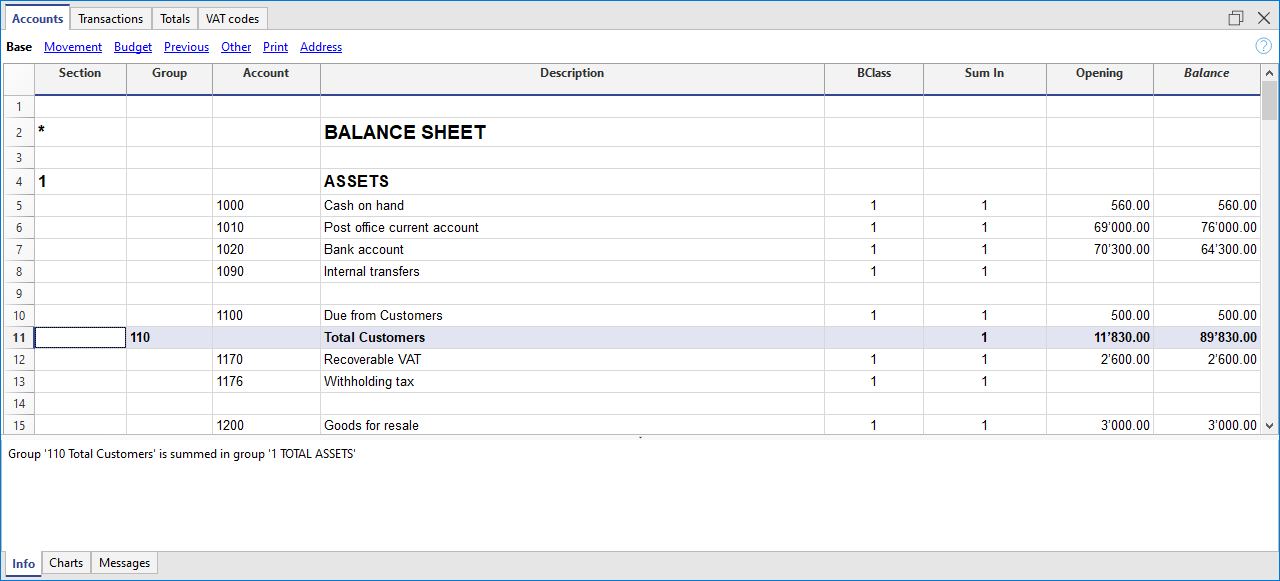 Accounts Transactions Totals VAT codes
Base Movement Budget Previous Other Print Address ?
Section Group Account Description BClass Sum In Opening Balance
1
2 * BALANCE SHEET
3
4 1 ASSETS
5 1000 Cash on hand 1 1 560.00 560.00
6 1010 Post office current account 1 1 69'000.00 76'000.00
7 1020 Bank account 1 1 70'300.00 64'300.00
8 1090 Internal transfers 1 1
9
10 1100 Due from Customers 1 1 500.00 500.00
11 110 Total Customers 1 11'830.00 89'830.00
12 1170 Recoverable VAT 1 1 2'600.00 2'600.00
13 1176 Withholding tax 1 1
14
15 1200 Goods for resale 1 1 3'000.00 3'000.00
Group '110 Total Customers' is summed in group '1 TOTAL ASSETS'
Info Charts Messages